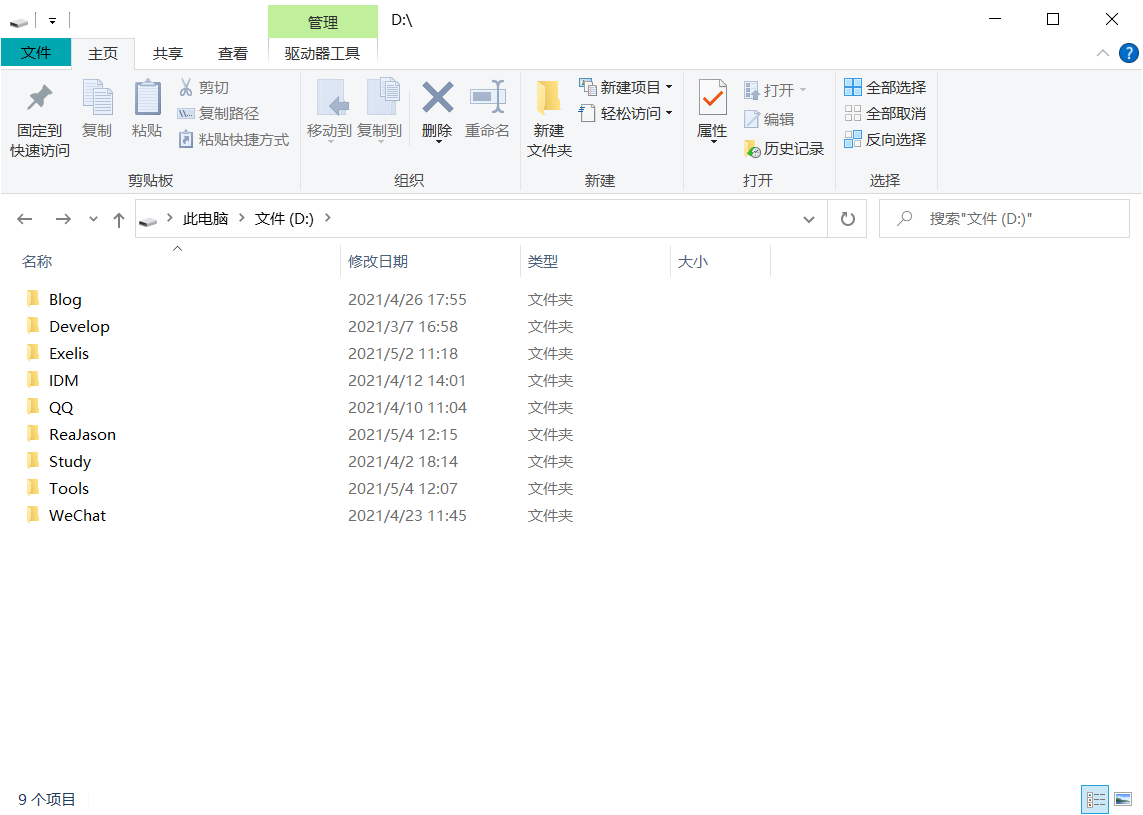 管理
D:\
文件 主页 共享 查看 驱动器工具
固定到快速访问
复制
粘贴
剪切
复制路径
粘贴快捷方式
剪贴板
移动到
复制到
删除
重命名
组织
新建文件夹
新建项目
轻松访问
新建
属性
打开
编辑
历史记录
打开
全部选择
全部取消
反向选择
选择
此电脑 文件 (D:)
搜索"文件 (D:)"
名称 修改日期 类型 大小
Blog 2021/4/26 17:55 文件夹
Develop 2021/3/7 16:58 文件夹
Exelis 2021/5/2 11:18 文件夹
IDM 2021/4/12 14:01 文件夹
QQ 2021/4/10 11:04 文件夹
ReaJason 2021/5/4 12:15 文件夹
Study 2021/4/2 18:14 文件夹
Tools 2021/5/4 12:07 文件夹
WeChat 2021/4/23 11:45 文件夹
9 个项目